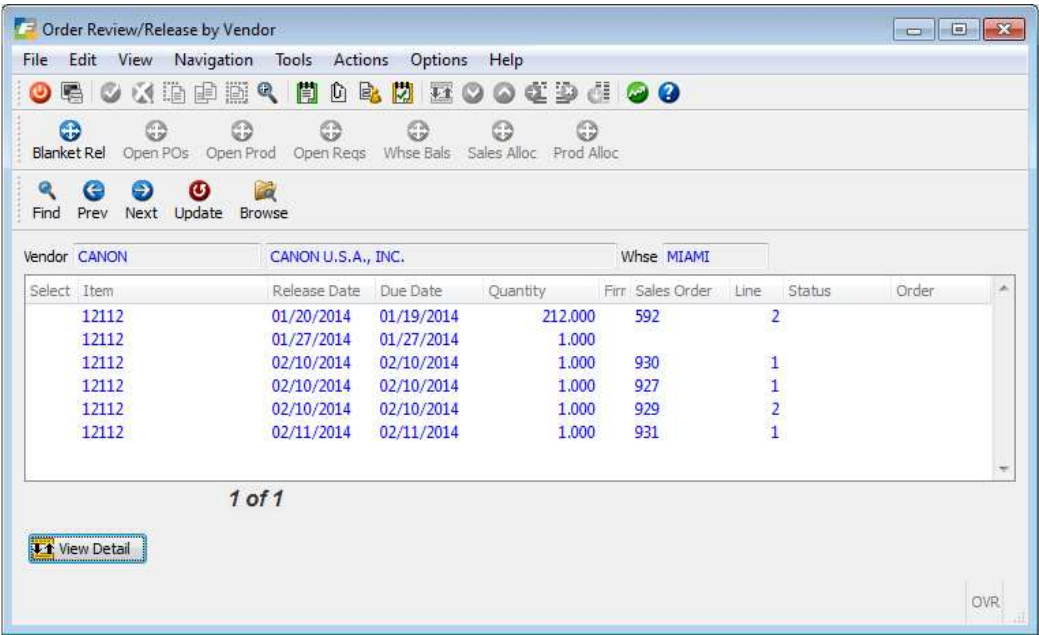 Order Review/Release by Vendor
File Edit View Navigation Tools Actions Options Help
Blanket Rel Open POs Open Prod Open Reqs Whse Bals Sales Alloc Prod Alloc
Find Prev Next Update Browse
Vendor CANON CANON U.S.A., INC. Whse MIAMI
Select Item Release Date Due Date Quantity Firr Sales Order Line Status Order
12112 01/20/2014 01/19/2014 212.000 592 2
12112 01/27/2014 01/27/2014 1.000
12112 02/10/2014 02/10/2014 1.000 930 1
12112 02/10/2014 02/10/2014 1.000 927 1
12112 02/10/2014 02/10/2014 1.000 929 2
12112 02/11/2014 02/11/2014 1.000 931 1
1 of 1
View Detail
OVR